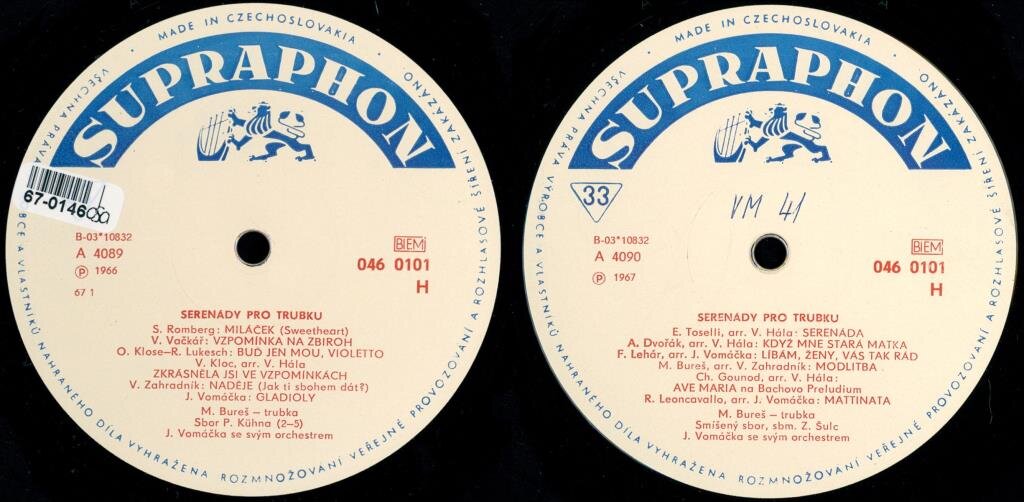 MADE IN CZECHOSLOVAKIA
VŠECHNA PRÁVA VÝROBCE A VLASTNÍKŮ NAHRANÉHO DÍLA VYHRAŽENA ROZMNOŽOVANÍ VEŘEJNÉ PROVOZOVANÍ A ROZHLASOVÉ ŠÍŘENÍ ZAKÁZÁNO
SUPRAPHON
67-0146
B-03*10832
A 4089
Ⓟ 1966
67 1
BIEM
046 0101
H
SERENÁDY PRO TRUBKU
S. Romberg: MILÁČEK (Sweetheart)
V. Vačkář: VZPOMÍNKA NA ZBIROH
O. Klose–R. Lukesch: BUĎ JEN MOU, VIOLETTO
V. Kloc, arr. V. Hála
ZKRÁSNĚLA JSI VE VZPOMÍNKÁCH
V. Zahradník: NADĚJE (Jak ti sbohem dát?)
J. Vomáčka: GLADIOLY
M. Bureš – trubka
Sbor P. Kühna (2–5)
J. Vomáčka se svým orchestrem
MADE IN CZECHOSLOVAKIA
VŠECHNA PRÁVA VÝROBCE A VLASTNÍKŮ NAHRANÉHO DÍLA VYHRAŽENA ROZMNOŽOVANÍ VEŘEJNÉ PROVOZOVANÍ A ROZHLASOVÉ ŠÍŘENÍ ZAKÁZÁNO
SUPRAPHON
33
VM 41
B-03*10832
A 4090
Ⓟ 1967
BIEM
046 0101
H
SERENÁDY PRO TRUBKU
E. Toselli, arr. V. Hála: SERENÁDA
A. Dvořák, arr. V. Hála: KDYŽ MNE STARÁ MATKA
F. Lehár, arr. J. Vomáčka: LÍBÁM, ŽENY, VÁS TAK RÁD
M. Bureš, arr. V. Zahradník: MODLITBA
Ch. Gounod, arr. V. Hála:
AVE MARIA na Bachovo Preludium
R. Leoncavallo, arr. J. Vomáčka: MATTINATA
M. Bureš – trubka
Smíšený sbor, sbm. Z. Šulc
J. Vomáčka se svým orchestrem